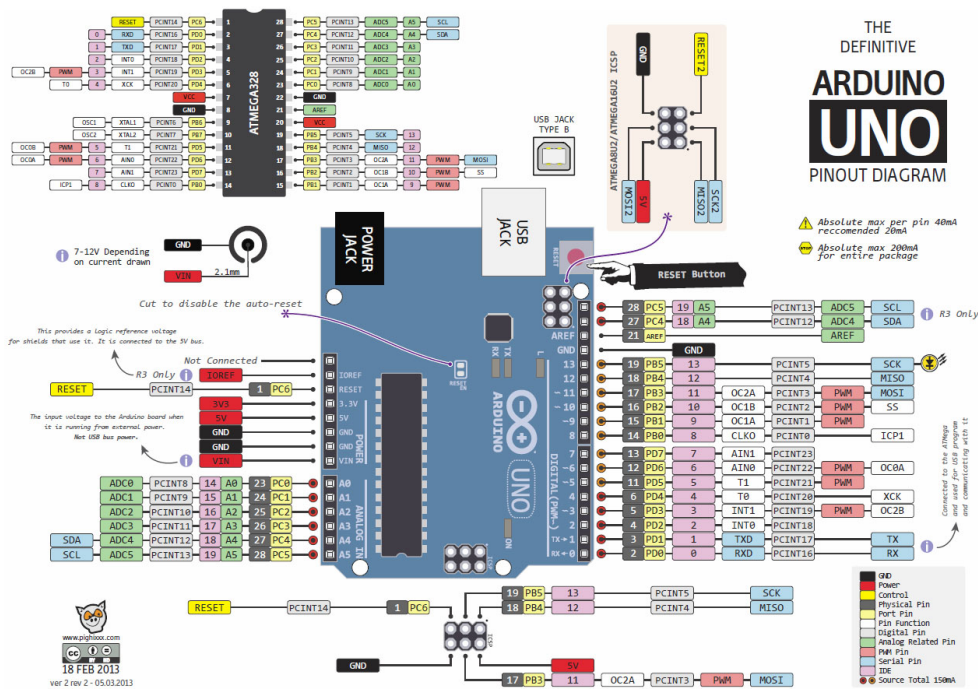 THE
DEFINITIVE
ARDUINO
UNO
PINOUT DIAGRAM
Absolute max per pin 40mA
reccomended 20mA
Absolute max 200mA
for entire package
ATMEGA328
RESET PCINT14 PC6 1
0 RXD PCINT16 PD0 2
1 TXD PCINT17 PD1 3
2 INT0 PCINT18 PD2 4
OC2B PWM 3 INT1 PCINT19 PD3 5
T0 4 XCK PCINT20 PD4 6
VCC 7
GND 8
OSC1 XTAL1 PCINT6 PB6 9
OSC2 XTAL2 PCINT7 PB7 10
OC0B PWM 5 T1 PCINT21 PD5 11
OC0A PWM 6 AIN0 PCINT22 PD6 12
7 AIN1 PCINT23 PD7 13
ICP1 8 CLKO PCINT0 PB0 14
28 PC5 PCINT13 ADC5 A5 SCL
27 PC4 PCINT12 ADC4 A4 SDA
26 PC3 PCINT11 ADC3 A3
25 PC2 PCINT10 ADC2 A2
24 PC1 PCINT9 ADC1 A1
23 PC0 PCINT8 ADC0 A0
22 GND
21 AREF
20 VCC
19 PB5 PCINT5 SCK 13
18 PB4 PCINT4 MISO 12
17 PB3 PCINT3 OC2A 11 PWM MOSI
16 PB2 PCINT2 OC1B 10 PWM SS
15 PB1 PCINT1 OC1A 9 PWM
USB JACK
TYPE B
ATMEGA8U2/ATMEGA16U2 ICSP
GND
RESET2
MOSI2
5V
MISO2
SCK2
7-12V Depending
on current drawn
GND
VIN
2.1mm
POWER
JACK
USB
JACK
RESET
RESET Button
Cut to disable the auto-reset
This provides a logic reference voltage
for shields that use it. It is connected to the 5V bus.
Not Connected
R3 Only IOREF
RESET PCINT14 1 PC6
3V3
5V
GND
GND
VIN
The input voltage to the Arduino board when
it is running from external power.
Not USB bus power.
ADC0 PCINT8 14 A0 23 PC0
ADC1 PCINT9 15 A1 24 PC1
ADC2 PCINT10 16 A2 25 PC2
ADC3 PCINT11 17 A3 26 PC3
SDA ADC4 PCINT12 18 A4 27 PC4
SCL ADC5 PCINT13 19 A5 28 PC5
IOREF
RESET
3.3V
5V
GND
GND
VIN
POWER
A0
A1
A2
A3
A4
A5
ANALOG IN
RESET EN
RX
TX
L
ARDUINO
UNO
ON
ICSP
DIGITAL(PWM~)
AREF
GND
13
12
~11
~10
~9
8
7
~6
~5
4
~3
2
TX→1
RX←0
28 PC5 19 A5 PCINT13 ADC5 SCL
27 PC4 18 A4 PCINT12 ADC4 SDA
R3 Only
21 AREF AREF
GND
19 PB5 13 PCINT5 SCK
18 PB4 12 PCINT4 MISO
17 PB3 11 OC2A PCINT3 PWM MOSI
16 PB2 10 OC1B PCINT2 PWM SS
15 PB1 9 OC1A PCINT1 PWM
14 PB0 8 CLKO PCINT0 ICP1
13 PD7 7 AIN1 PCINT23
12 PD6 6 AIN0 PCINT22 PWM OC0A
11 PD5 5 T1 PCINT21 PWM
6 PD4 4 T0 PCINT20 XCK
5 PD3 3 INT1 PCINT19 PWM OC2B
4 PD2 2 INT0 PCINT18
3 PD1 1 TXD PCINT17 TX
2 PD0 0 RXD PCINT16 RX
Connected to the ATMega
and used for USB program
and communicating with it
RESET PCINT14 1 PC6
GND
ICSP
19 PB5 13 PCINT5 SCK
18 PB4 12 PCINT4 MISO
5V
17 PB3 11 OC2A PCINT3 PWM MOSI
GND
Power
Control
Physical Pin
Port Pin
Pin Function
Digital Pin
Analog Related Pin
PWM Pin
Serial Pin
IDE
Source Total 150mA
www.pighixxx.com
cc
BY ND
18 FEB 2013
ver 2 rev 2 - 05.03.2013